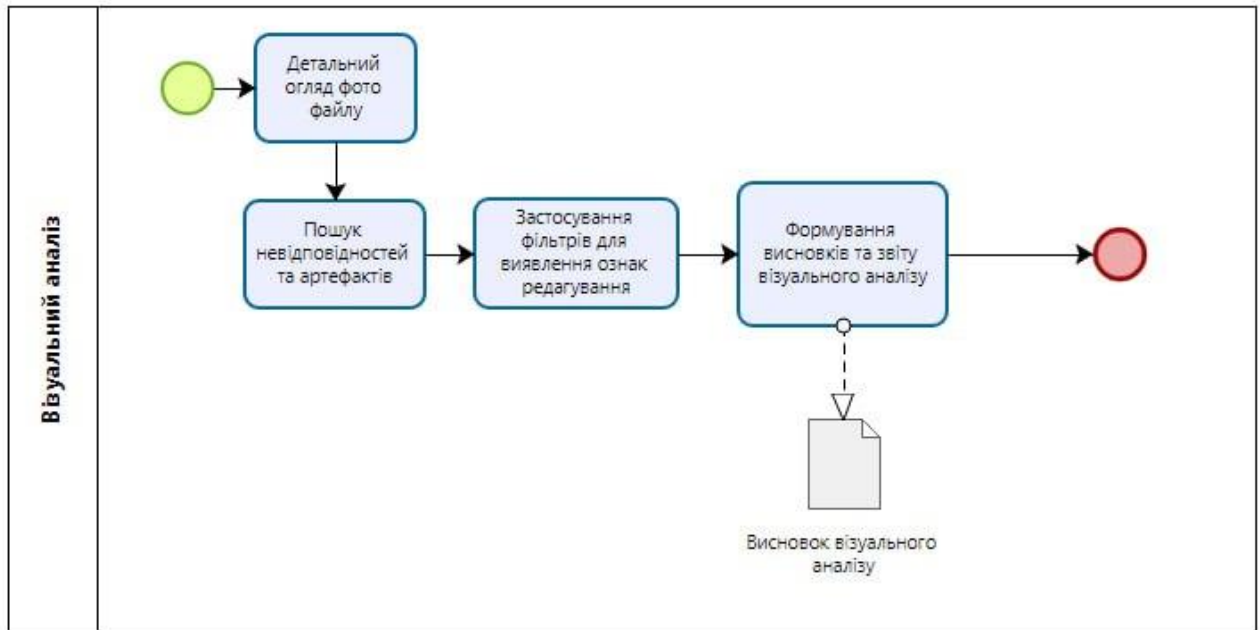 Візуальний аналіз
Детальний
огляд фото
файлу
Пошук
невідповідностей
та артефактів
Застосування
фільтрів для
виявлення ознак
редагування
Формування
висновків та звіту
візуального аналізу
Висновок візуального
аналізу